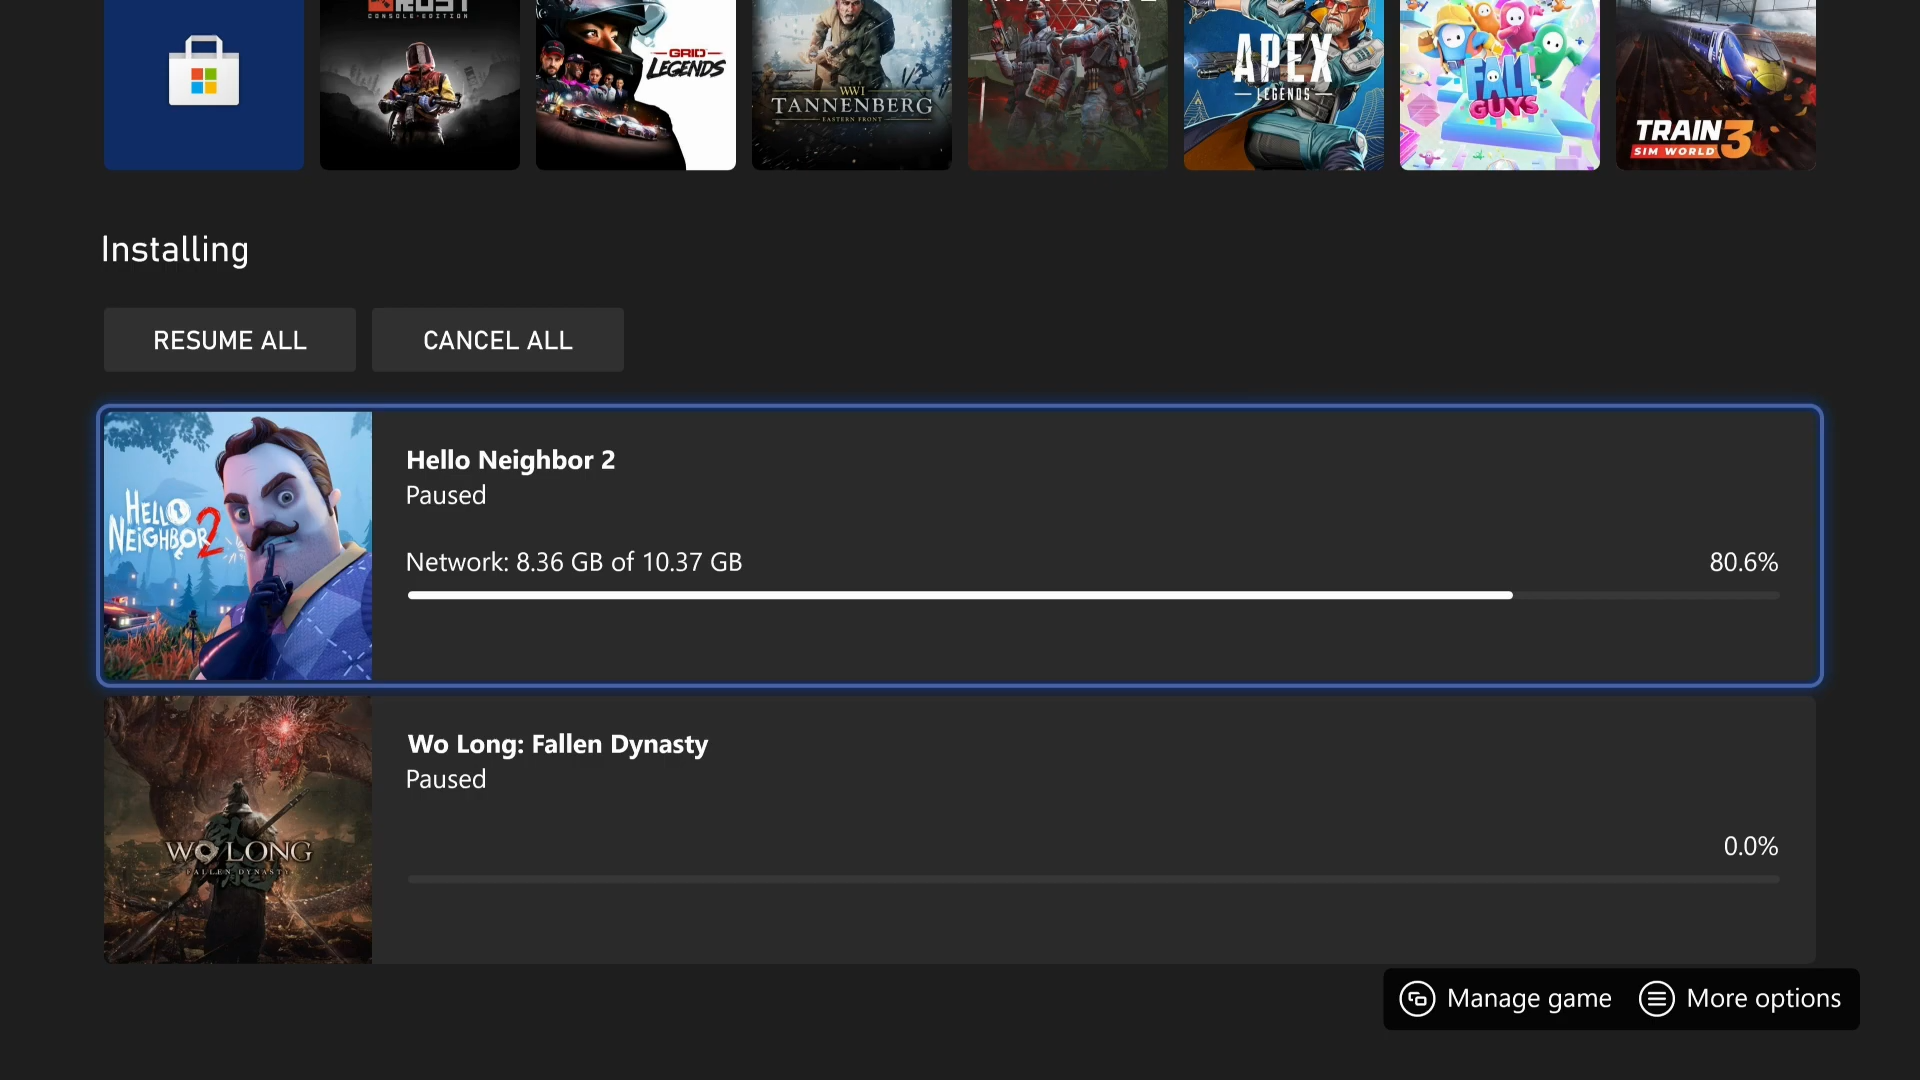 RUST
CONSOLE EDITION
GRID
LEGENDS
WWI
TANNENBERG
EASTERN FRONT
APEX
LEGENDS
FALL
GUYS
TRAIN 3
SIM WORLD
Installing
RESUME ALL
CANCEL ALL
HELLO
NEIGHBOR 2
Hello Neighbor 2
Paused
Network: 8.36 GB of 10.37 GB
80.6%
WO LONG
FALLEN DYNASTY
Wo Long: Fallen Dynasty
Paused
0.0%
Manage game
More options